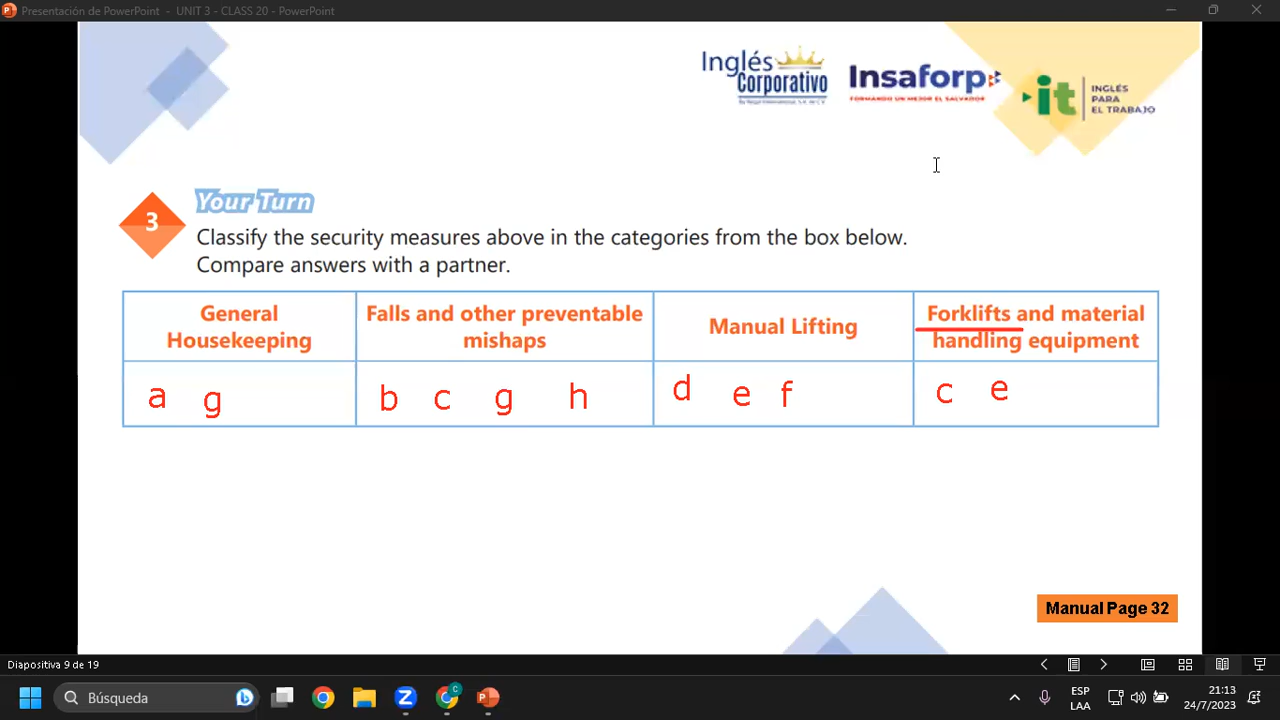 Presentación de PowerPoint - UNIT 3 - CLASS 20 - PowerPoint
Inglés
Corporativo
Insaforp
FORMANDO UN MEJOR EL SALVADOR
it
INGLÉS
PARA
EL TRABAJO
3
Your Turn
Classify the security measures above in the categories from the box below.
Compare answers with a partner.
General
Housekeeping
Falls and other preventable
mishaps
Manual Lifting
Forklifts and material
handling equipment
a g
b c g h
d e f
c e
Manual Page 32
Diapositiva 9 de 19
Búsqueda
ESP
LAA
21:13
24/7/2023